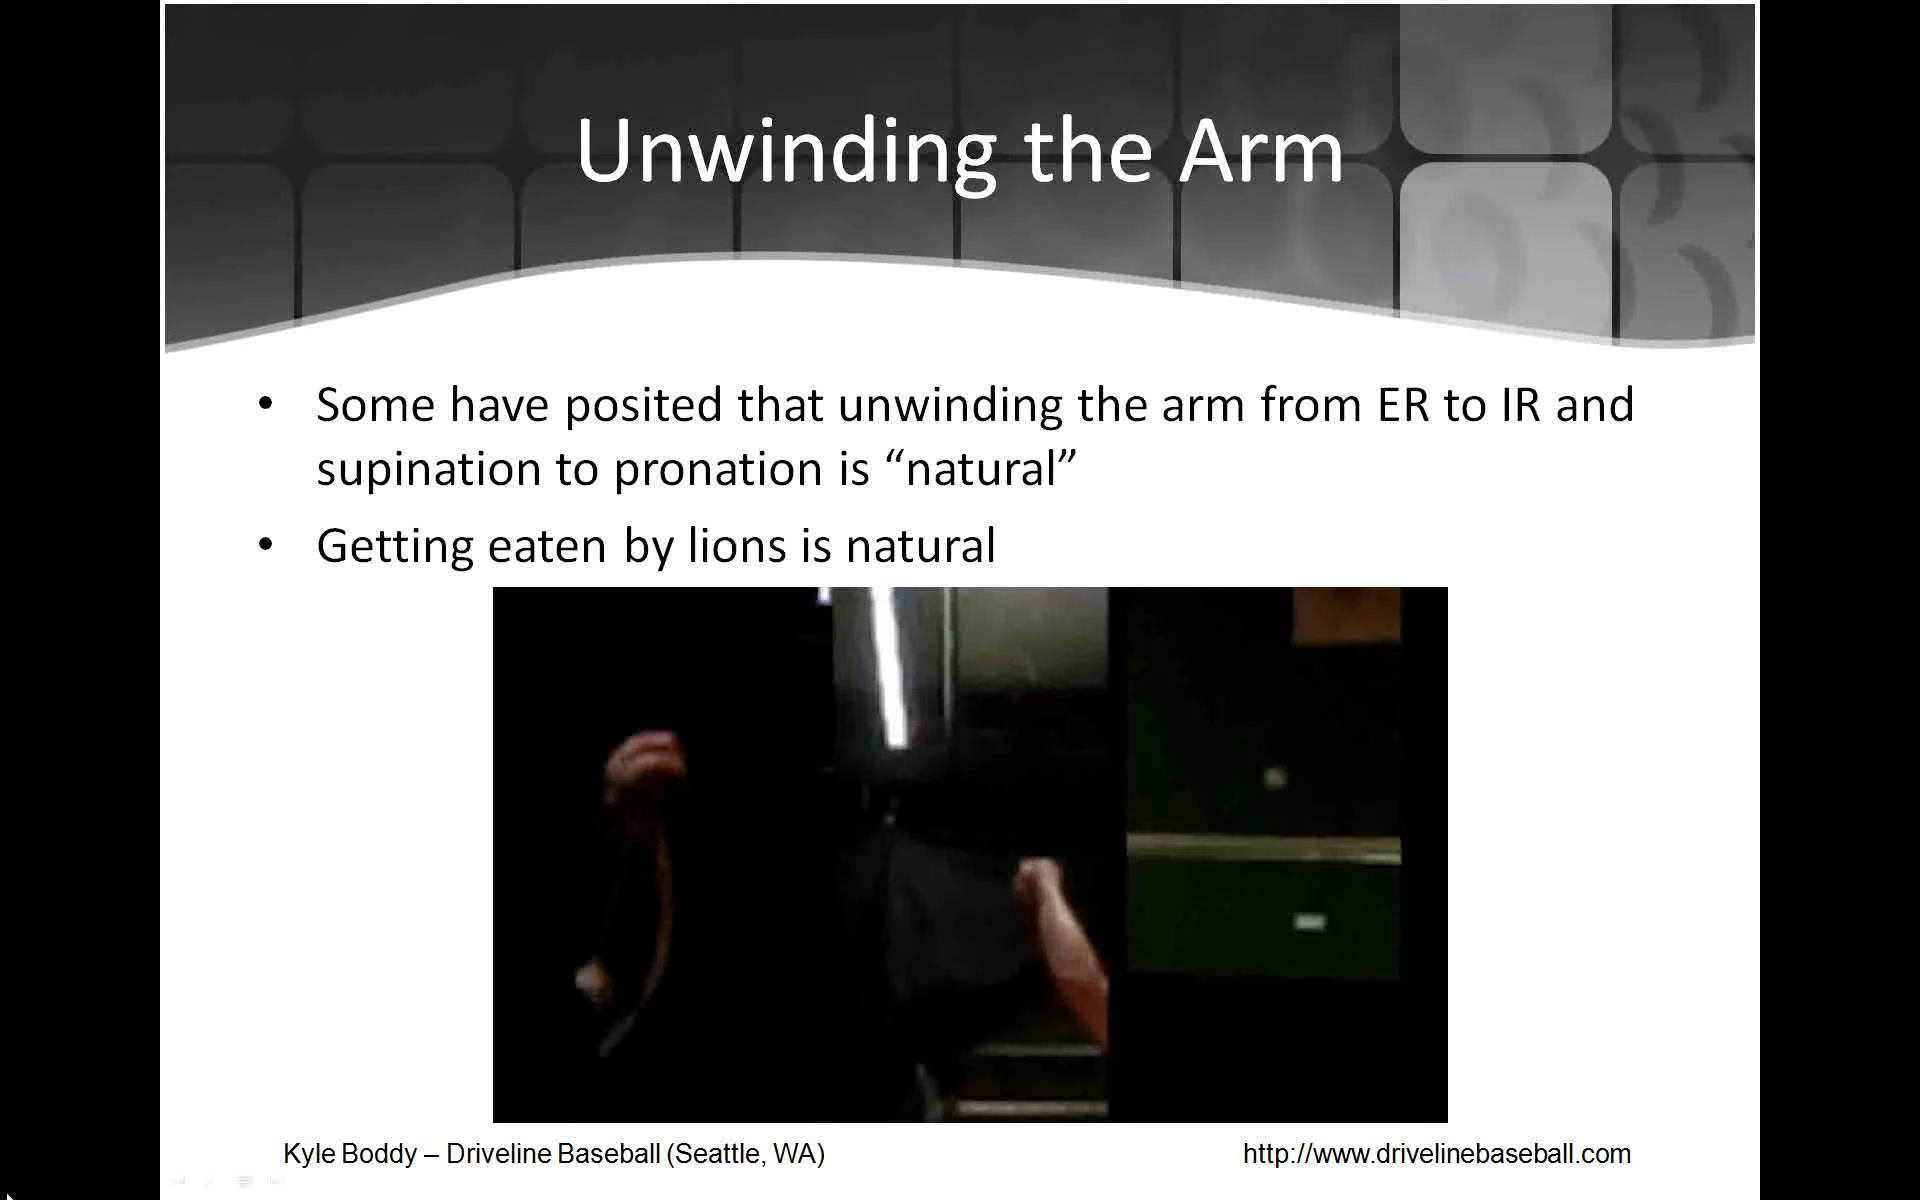 Unwinding the Arm
• Some have posited that unwinding the arm from ER to IR and
supination to pronation is “natural”
• Getting eaten by lions is natural
Kyle Boddy – Driveline Baseball (Seattle, WA)
http://www.drivelinebaseball.com